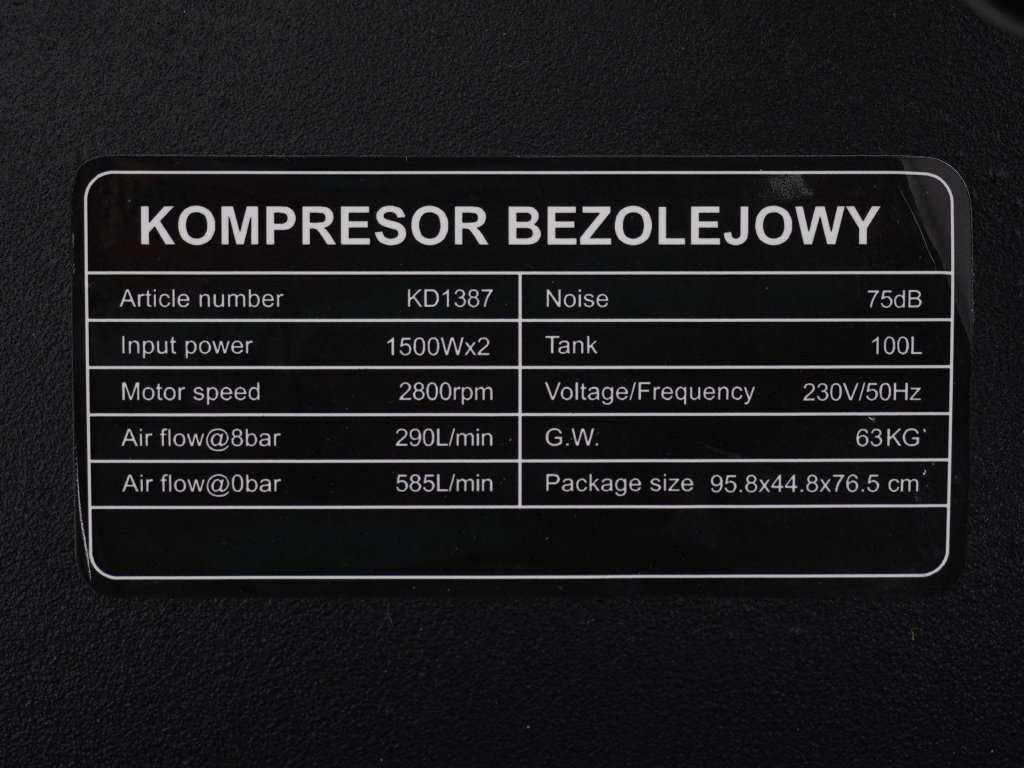 KOMPRESOR BEZOLEJOWY
Article number KD1387 Noise 75dB
Input power 1500Wx2 Tank 100L
Motor speed 2800rpm Voltage/Frequency 230V/50Hz
Air flow@8bar 290L/min G.W. 63KG
Air flow@0bar 585L/min Package size 95.8x44.8x76.5 cm